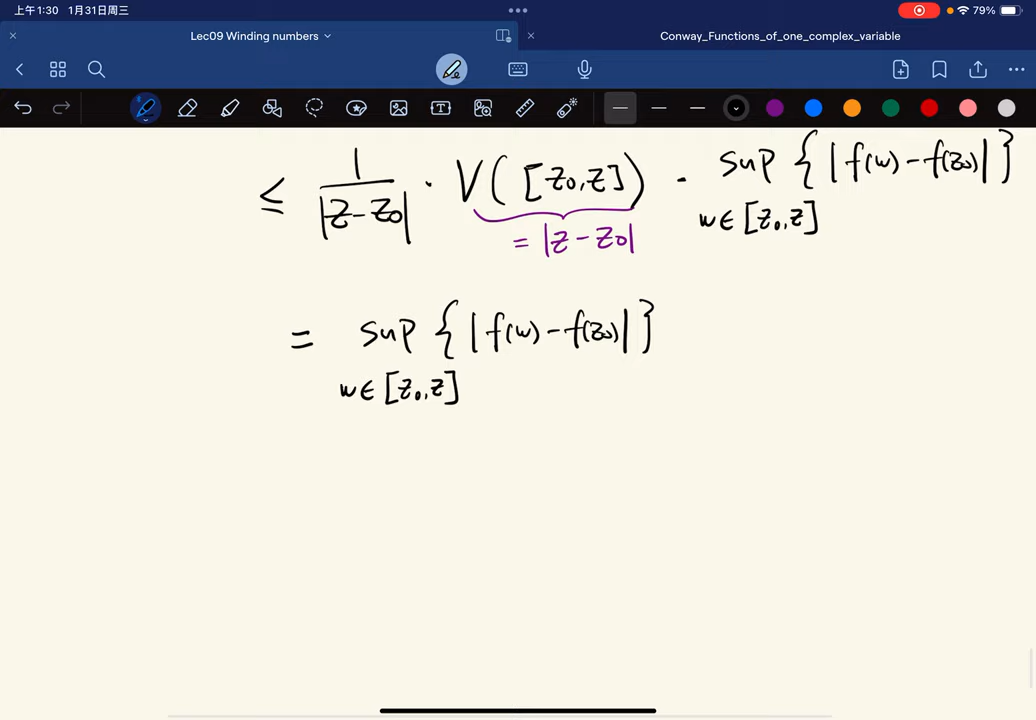 上午1:30 1月31日周三
79%
Lec09 Winding numbers
Conway_Functions_of_one_complex_variable
≤ 1/|z-z₀| · V([z₀,z]) · sup {|f(w)-f(z₀)|}
w∈[z₀,z]
= |z-z₀|
= sup {|f(w)-f(z₀)|}
w∈[z₀,z]